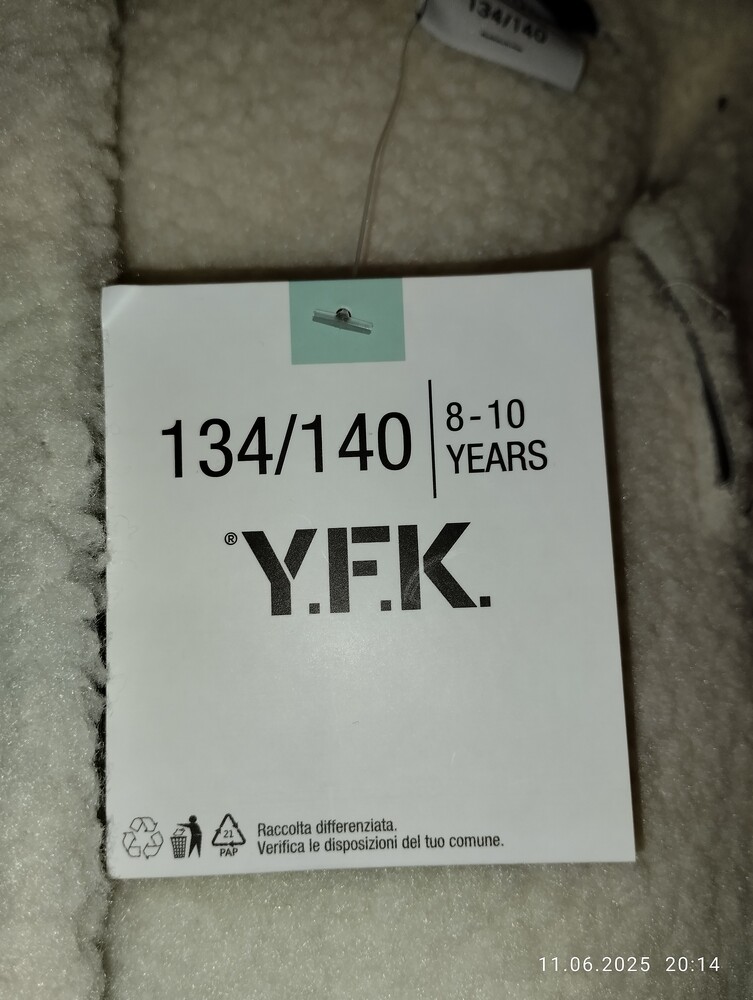 134/140
134/140
8-10
YEARS
®Y.F.K.
21
PAP
Raccolta differenziata.
Verifica le disposizioni del tuo comune.
11.06.2025 20:14